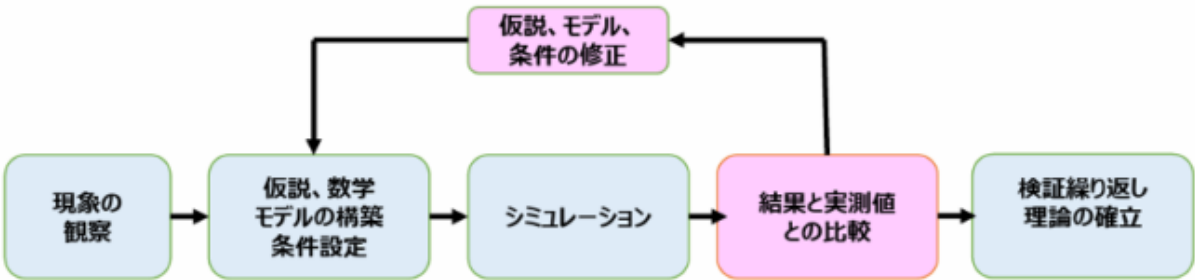 仮説、モデル、
条件の修正
現象の
観察
仮説、数学
モデルの構築
条件設定
シミュレーション
結果と実測値
との比較
検証繰り返し
理論の確立